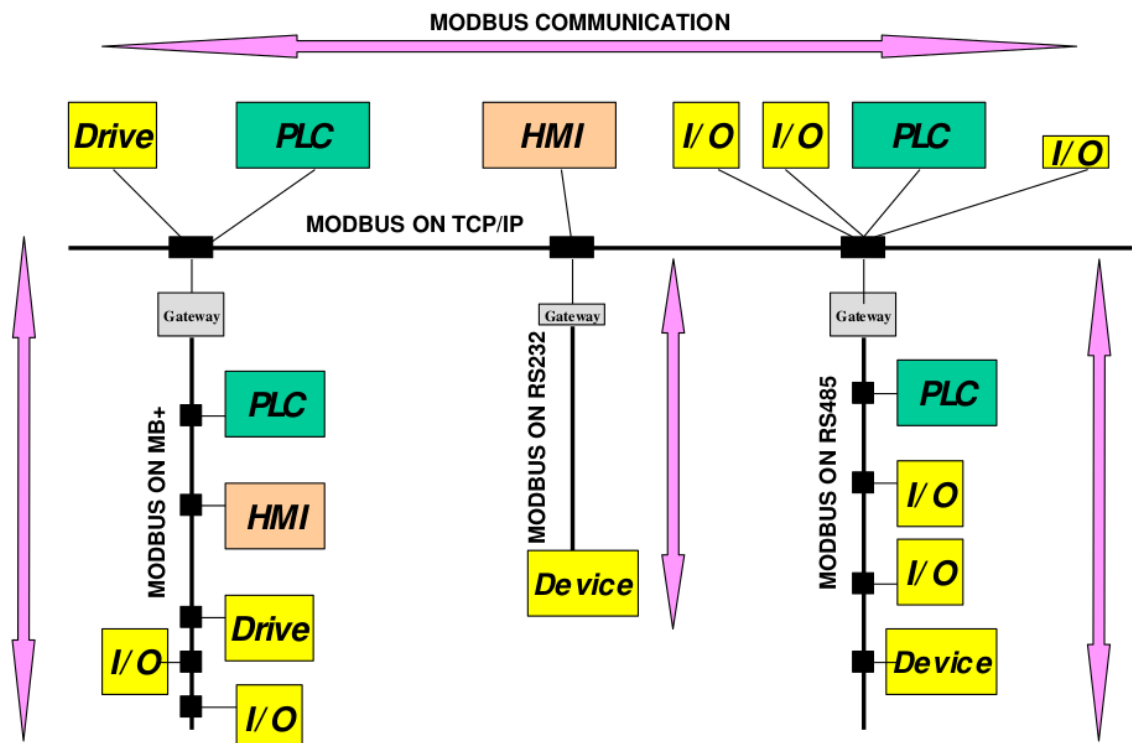 MODBUS COMMUNICATION
Drive
PLC
HMI
I/O
I/O
PLC
I/O
MODBUS ON TCP/IP
Gateway
Gateway
Gateway
MODBUS ON MB+
PLC
HMI
Drive
I/O
I/O
MODBUS ON RS232
Device
MODBUS ON RS485
PLC
I/O
I/O
Device